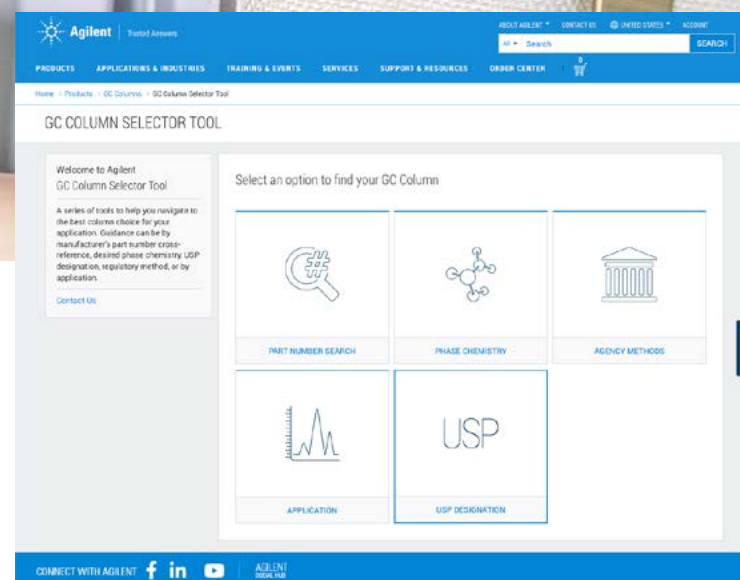 Agilent
Trusted Answers
ABOUT AGILENT
CONTACT US
UNITED STATES
ACCOUNT
All
Search
SEARCH
PRODUCTS
APPLICATIONS & INDUSTRIES
TRAINING & EVENTS
SERVICES
SUPPORT & RESOURCES
ORDER CENTER
0
Home > Products > GC Columns > GC Column Selector Tool
GC COLUMN SELECTOR TOOL
Welcome to Agilent
GC Column Selector Tool
A series of tools to help you navigate to
the best column choice for your
application. Guidance can be by
manufacturer's part number cross-
reference, desired phase chemistry, USP
designation, regulatory method, or by
application.
Contact Us
Select an option to find your GC Column
#
PART NUMBER SEARCH
PHASE CHEMISTRY
AGENCY METHODS
APPLICATION
USP
USP DESIGNATION
CONNECT WITH AGILENT
f
in
AGILENT
SOCIAL HUB